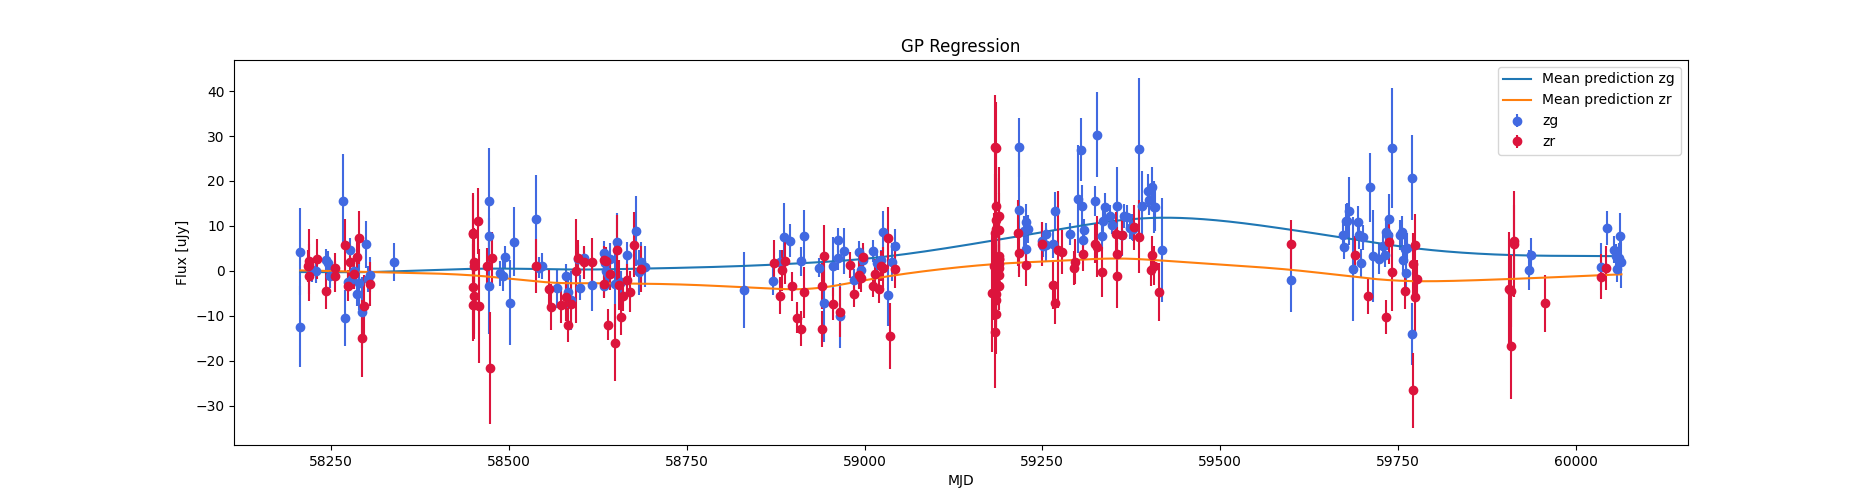 GP Regression
Flux [uJy]
40
30
20
10
0
−10
−20
−30
Mean prediction zg
Mean prediction zr
zg
zr
58250 58500 58750 59000 59250 59500 59750 60000
MJD